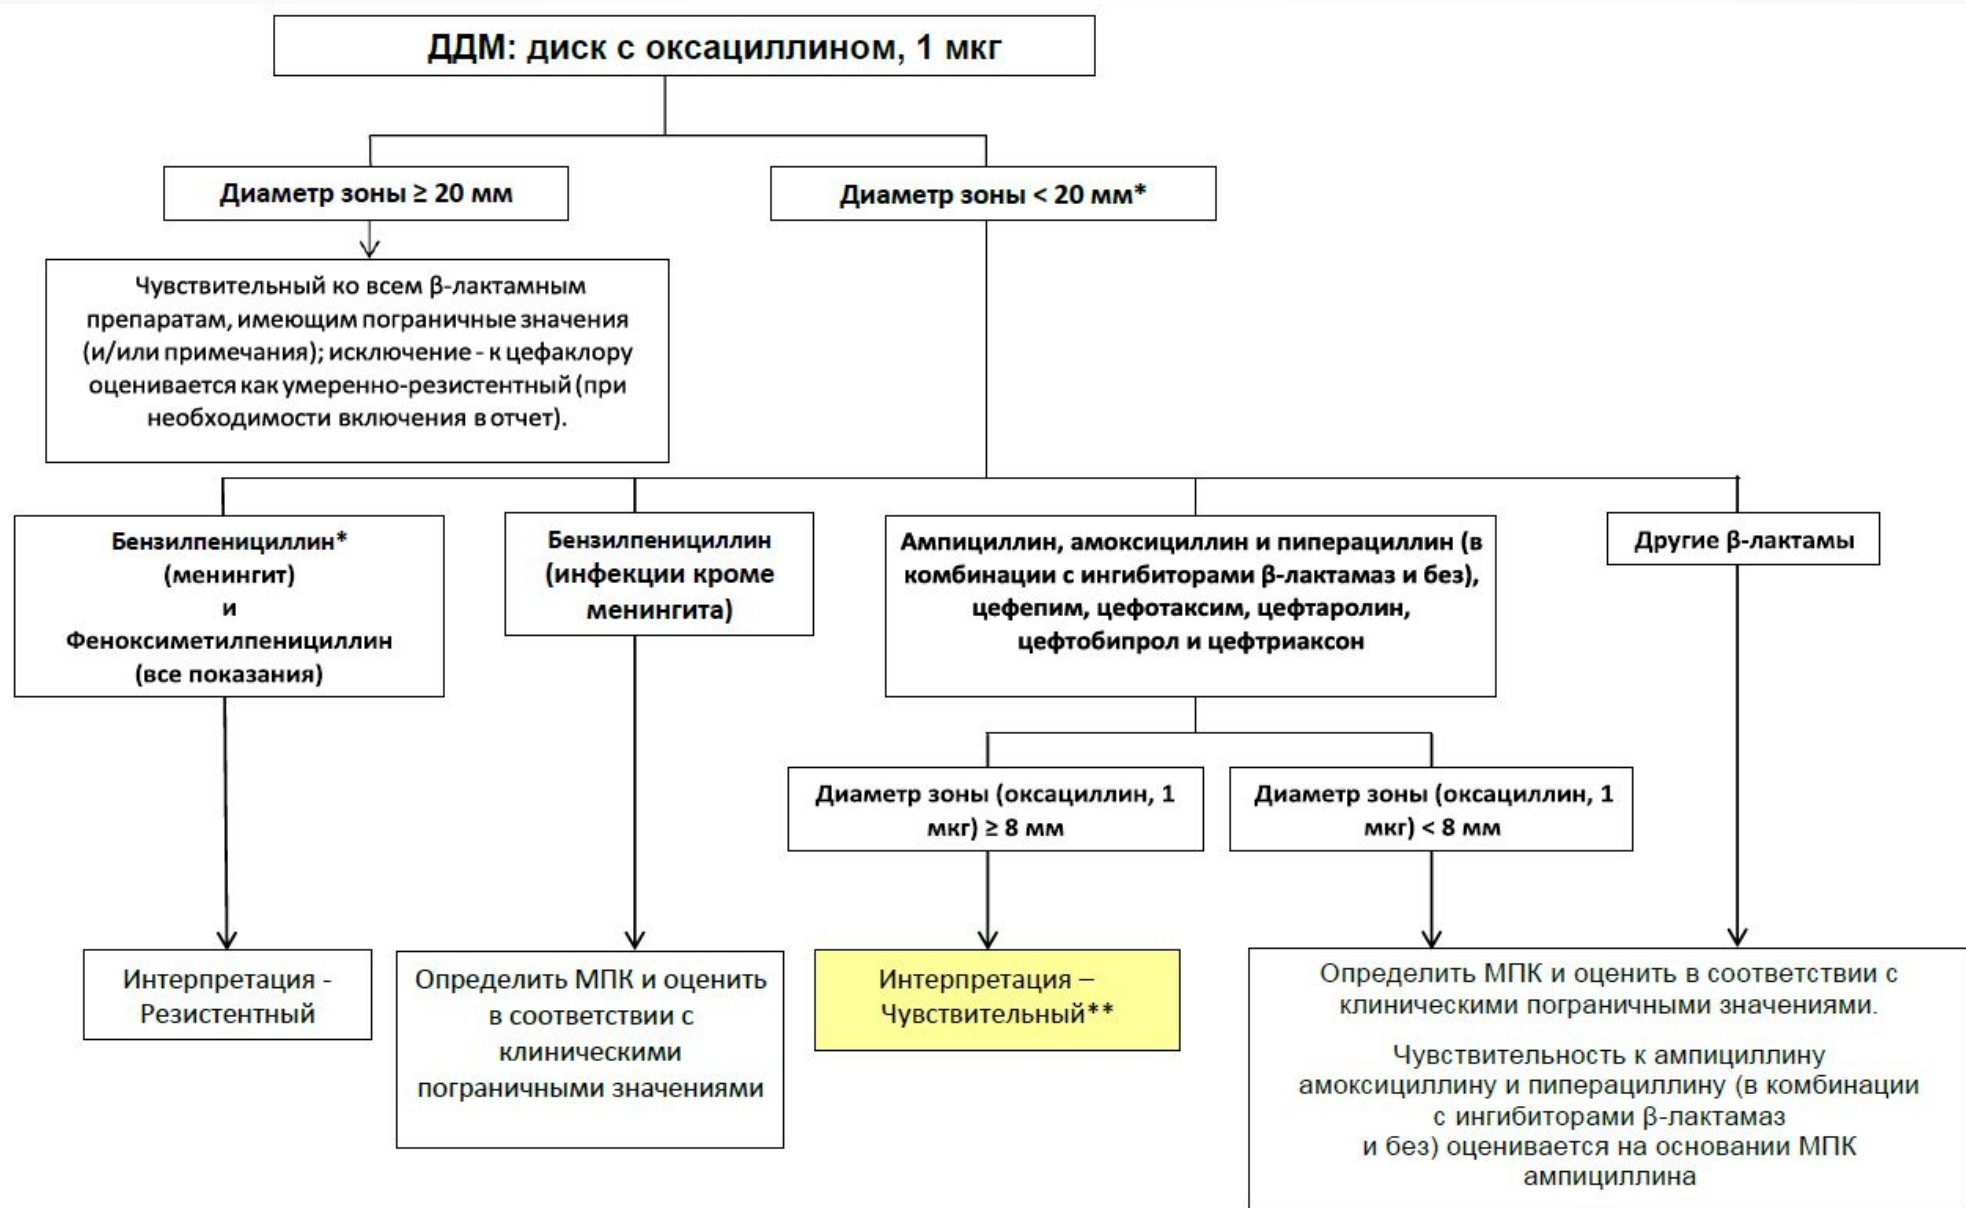 ДДМ: диск с оксациллином, 1 мкг
Диаметр зоны ≥ 20 мм
Диаметр зоны < 20 мм*
Чувствительный ко всем β-лактамным
препаратам, имеющим пограничные значения
(и/или примечания); исключение - к цефаклору
оценивается как умеренно-резистентный (при
необходимости включения в отчет).
Бензилпенициллин*
(менингит)
и
Феноксиметилпенициллин
(все показания)
Бензилпенициллин
(инфекции кроме
менингита)
Ампициллин, амоксициллин и пиперациллин (в
комбинации с ингибиторами β-лактамаз и без),
цефепим, цефотаксим, цефтаролин,
цефтобипрол и цефтриаксон
Другие β-лактамы
Диаметр зоны (оксациллин, 1
мкг) ≥ 8 мм
Диаметр зоны (оксациллин, 1
мкг) < 8 мм
Интерпретация -
Резистентный
Определить МПК и оценить
в соответствии с
клиническими
пограничными значениями
Интерпретация –
Чувствительный**
Определить МПК и оценить в соответствии с
клиническими пограничными значениями.
Чувствительность к ампициллину
амоксициллину и пиперациллину (в комбинации
с ингибиторами β-лактамаз
и без) оценивается на основании МПК
ампициллина